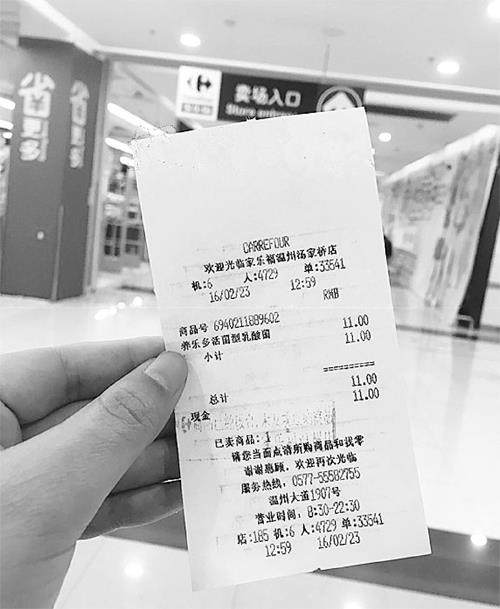 省更多
省更多
Carrefour
卖场入口
Store entrance
CARREFOUR
欢迎光临家乐福温州汤家桥店
机:6 人:4729 单:33541
16/02/23 12:59
RMB
商品号 6940211889602
养乐多活菌型乳酸菌 11.00
小计 11.00
==========
总计 11.00
现金 11.00
已卖商品: 1
请您当面点清所购商品和找零
谢谢惠顾, 欢迎再次光临
服务热线: 0577-55582755
温州大道1907号
营业时间: 8:30-22:30
店:185 机:6 人:4729 单:33541
12:59 16/02/23